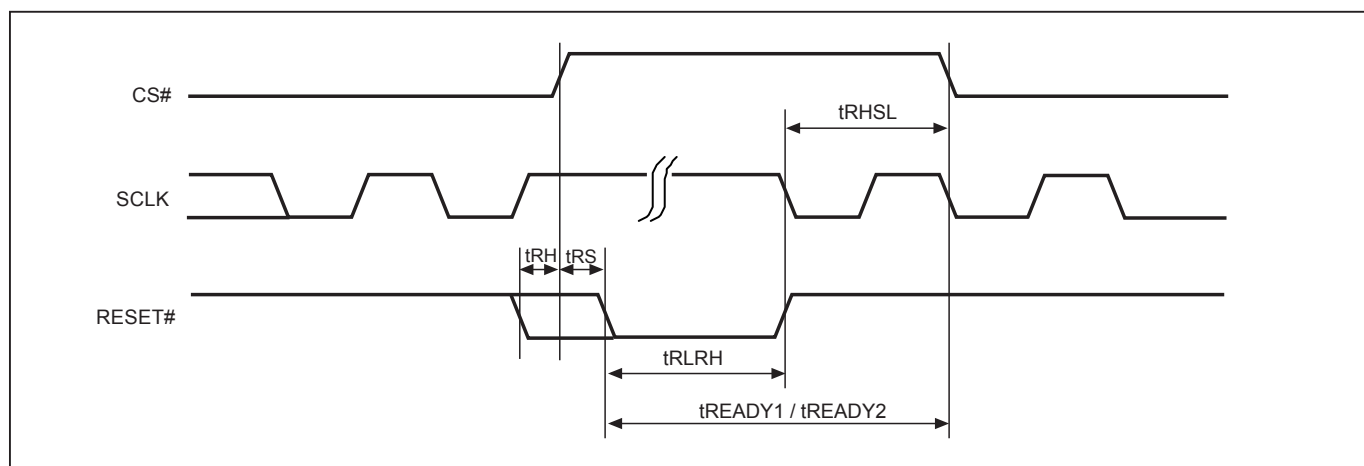 CS#
tRHSL
SCLK
tRH tRS
RESET#
tRLRH
tREADY1 / tREADY2